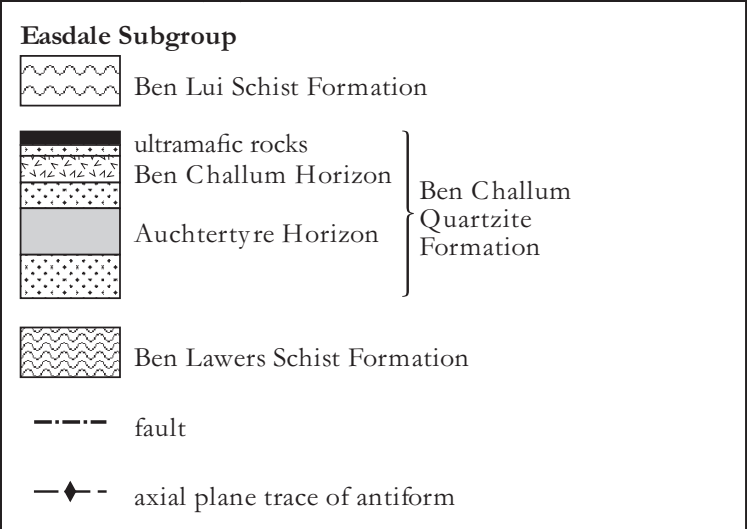 Easdale Subgroup
Ben Lui Schist Formation
ultramafic rocks
Ben Challum Horizon
Auchtertyre Horizon
Ben Challum
Quartzite
Formation
Ben Lawers Schist Formation
fault
axial plane trace of antiform